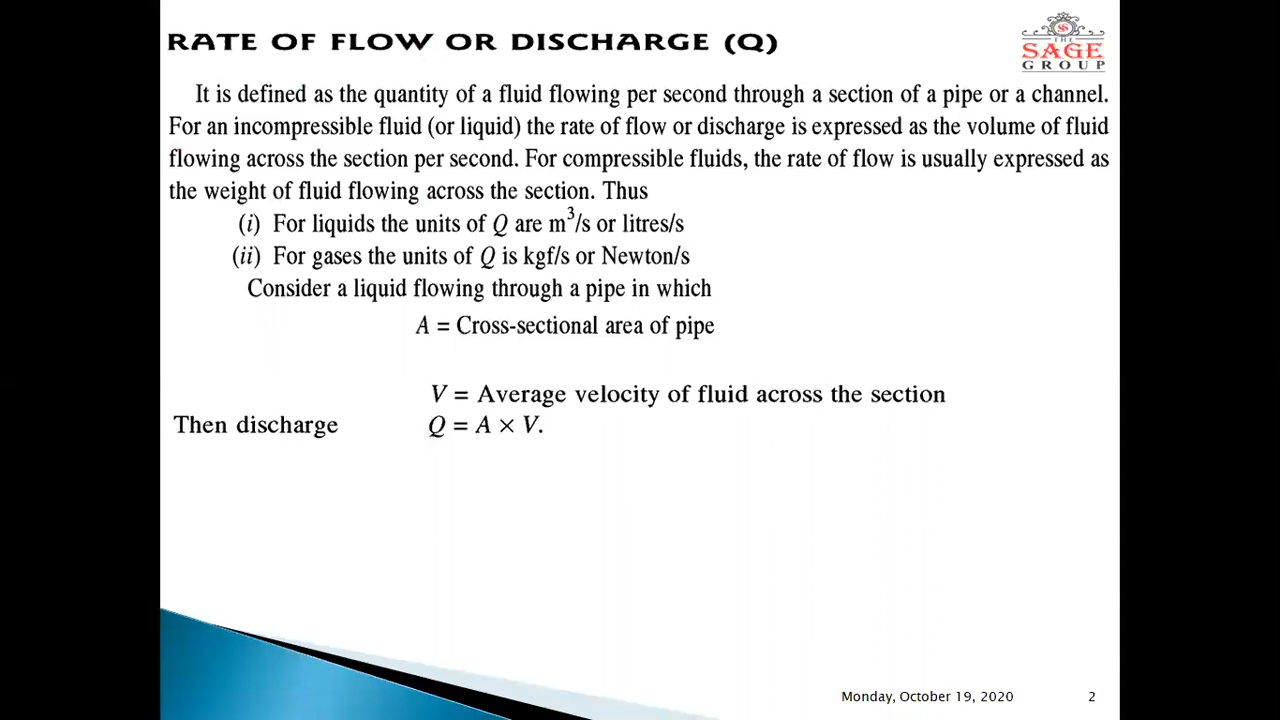 RATE OF FLOW OR DISCHARGE (Q)
THE
SAGE
GROUP
It is defined as the quantity of a fluid flowing per second through a section of a pipe or a channel.
For an incompressible fluid (or liquid) the rate of flow or discharge is expressed as the volume of fluid
flowing across the section per second. For compressible fluids, the rate of flow is usually expressed as
the weight of fluid flowing across the section. Thus
(i) For liquids the units of Q are m³/s or litres/s
(ii) For gases the units of Q is kgf/s or Newton/s
Consider a liquid flowing through a pipe in which
A = Cross-sectional area of pipe
V = Average velocity of fluid across the section
Then discharge Q = A × V.
Monday, October 19, 2020 2